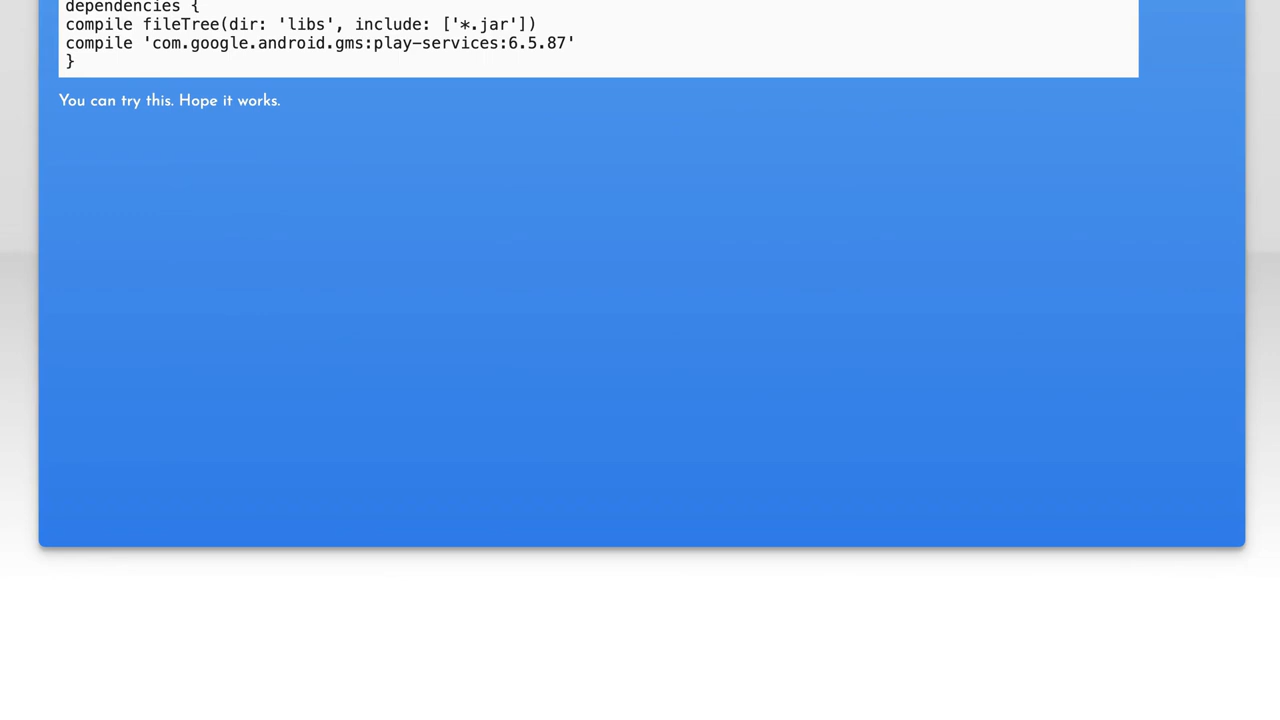 dependencies {
compile fileTree(dir: 'libs', include: ['*.jar'])
compile 'com.google.android.gms:play-services:6.5.87'
}
You can try this. Hope it works.